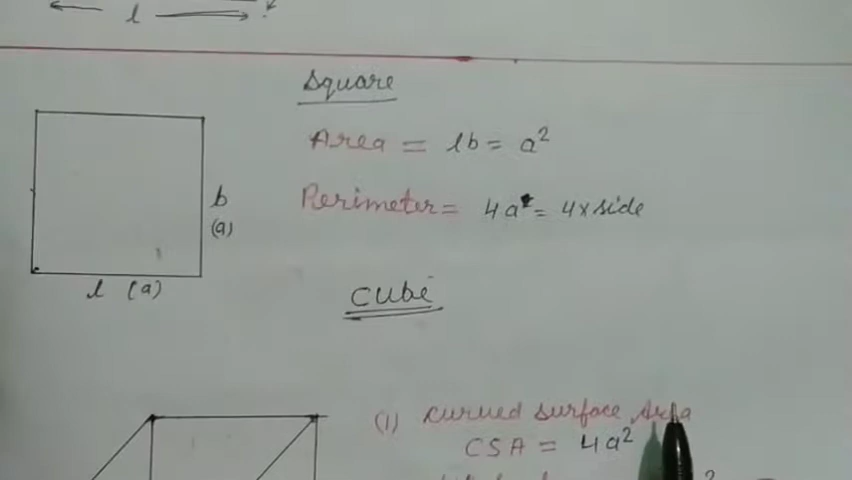 l
Square
Area = lb = a²
b
(a)
Perimeter = 4a = 4 x side
l (a)
CUBE
(1) Curved surface Area
CSA = 4a²